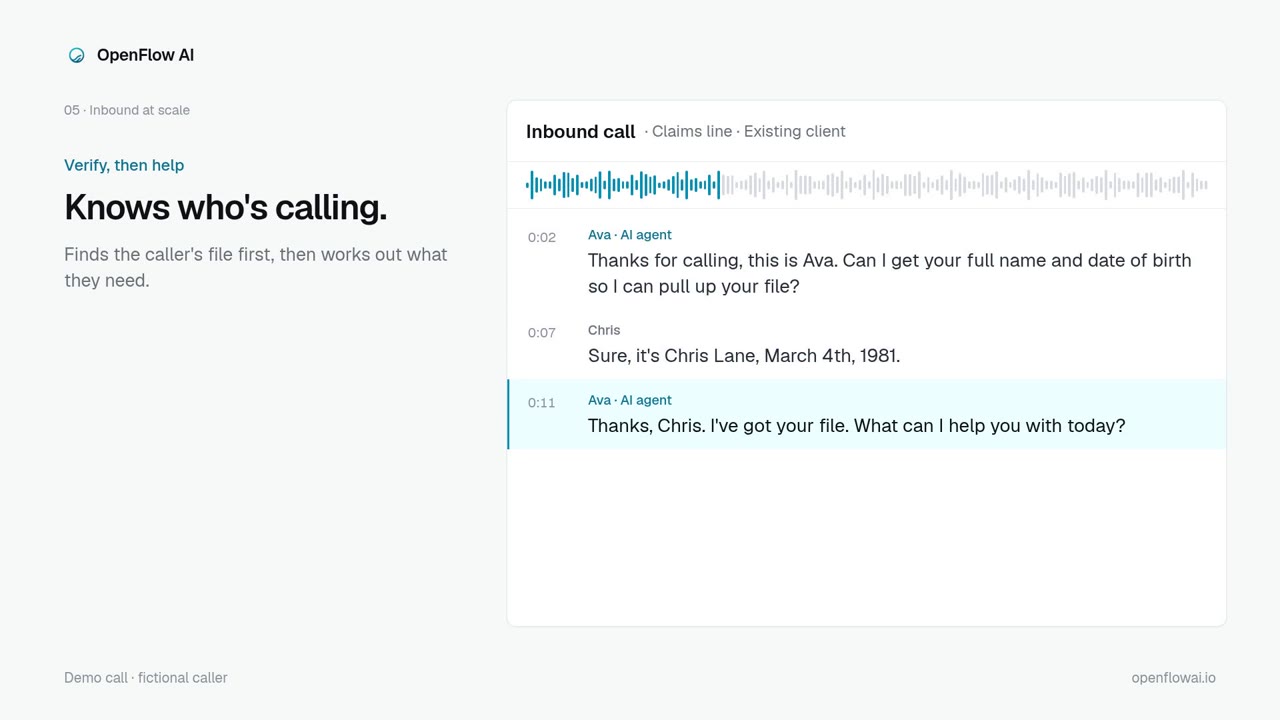 OpenFlow AI
05 · Inbound at scale
Verify, then help
Knows who's calling.
Finds the caller's file first, then works out what
they need.
Inbound call · Claims line · Existing client
0:02 Ava · AI agent
Thanks for calling, this is Ava. Can I get your full name and date of birth
so I can pull up your file?
0:07 Chris
Sure, it's Chris Lane, March 4th, 1981.
0:11 Ava · AI agent
Thanks, Chris. I've got your file. What can I help you with today?
Demo call · fictional caller
openflowai.io